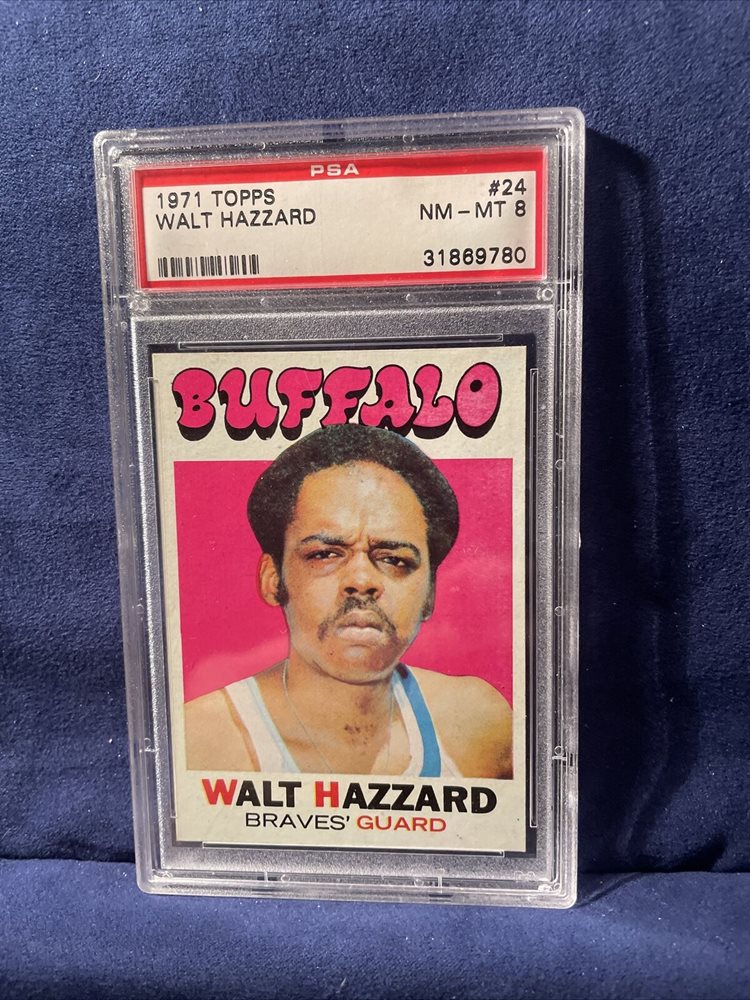 PSA
1971 TOPPS #24
WALT HAZZARD NM – MT 8
31869780
BUFFALO
WALT HAZZARD
BRAVES' GUARD